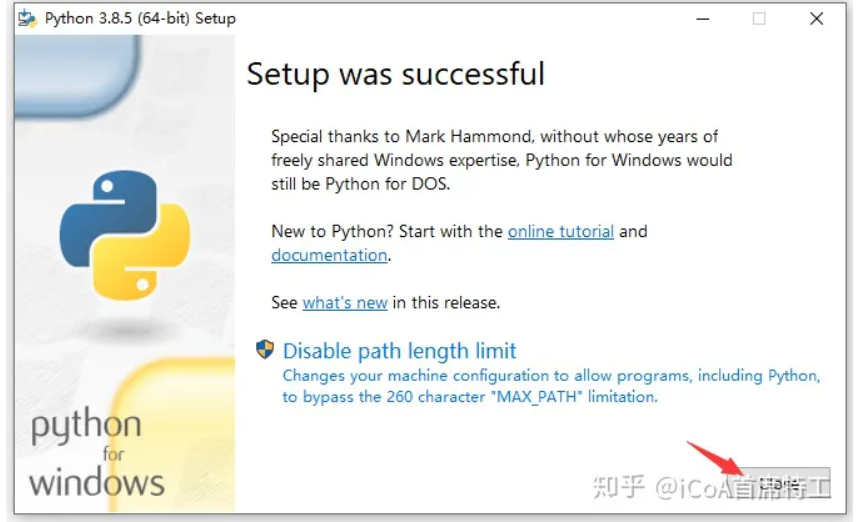 Python 3.8.5 (64-bit) Setup
Setup was successful
Special thanks to Mark Hammond, without whose years of
freely shared Windows expertise, Python for Windows would
still be Python for DOS.
New to Python? Start with the online tutorial and
documentation.
See what's new in this release.
Disable path length limit
Changes your machine configuration to allow programs, including Python,
to bypass the 260 character "MAX_PATH" limitation.
python
for
windows
Close
知乎 @iCoA首席特工